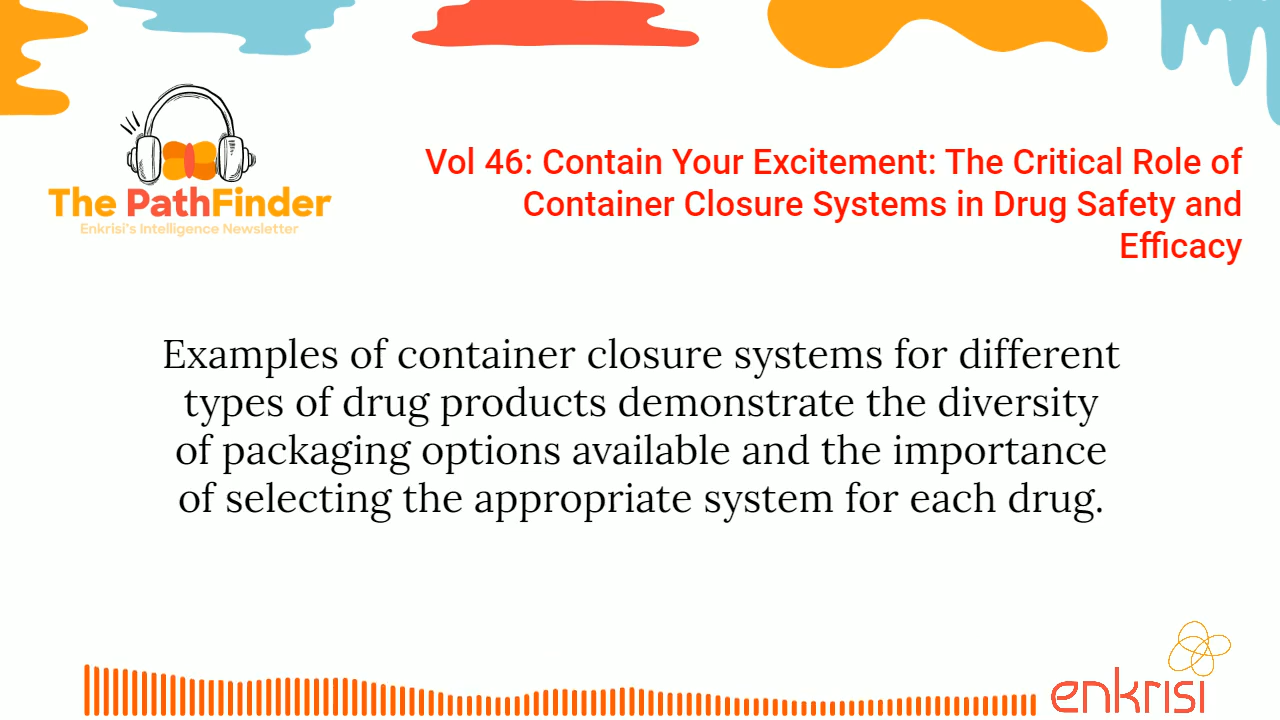 Vol 46: Contain Your Excitement: The Critical Role of
Container Closure Systems in Drug Safety and
Efficacy
The PathFinder
Enkrisi's Intelligence Newsletter
Examples of container closure systems for different
types of drug products demonstrate the diversity
of packaging options available and the importance
of selecting the appropriate system for each drug.
enkrisi